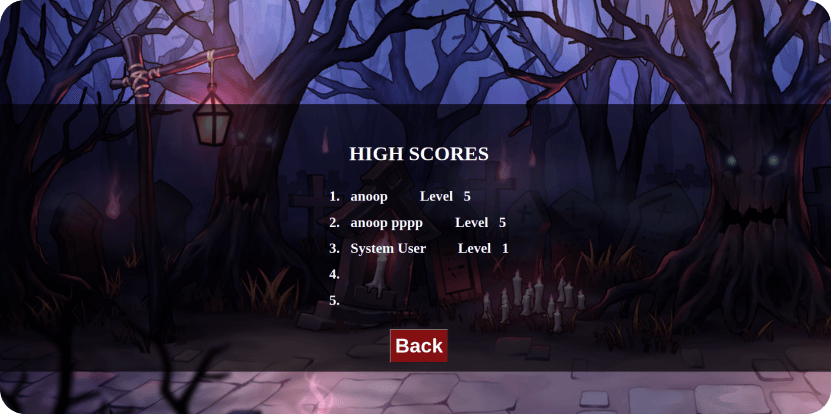 HIGH SCORES
1. anoop Level 5
2. anoop pppp Level 5
3. System User Level 1
4.
5.
Back